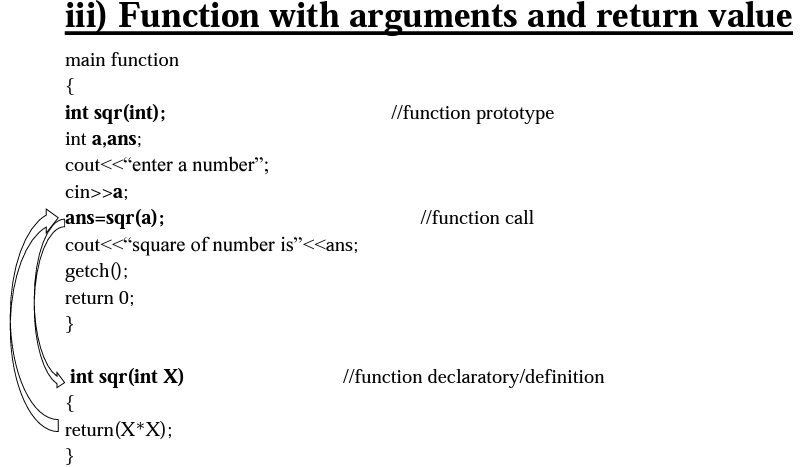 iii) Function with arguments and return value
main function
{
int sqr(int); //function prototype
int a,ans;
cout<<“enter a number”;
cin>>a;
ans=sqr(a); //function call
cout<<“square of number is”<<ans;
getch();
return 0;
}
int sqr(int X) //function declaratory/definition
{
return(X*X);
}